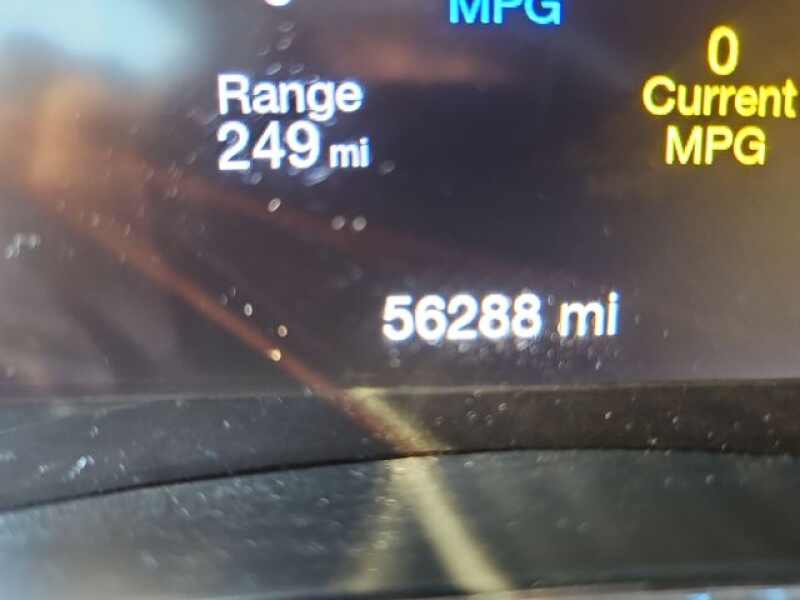 MPG
0
Range
Current
249 mi
MPG
56288 mi